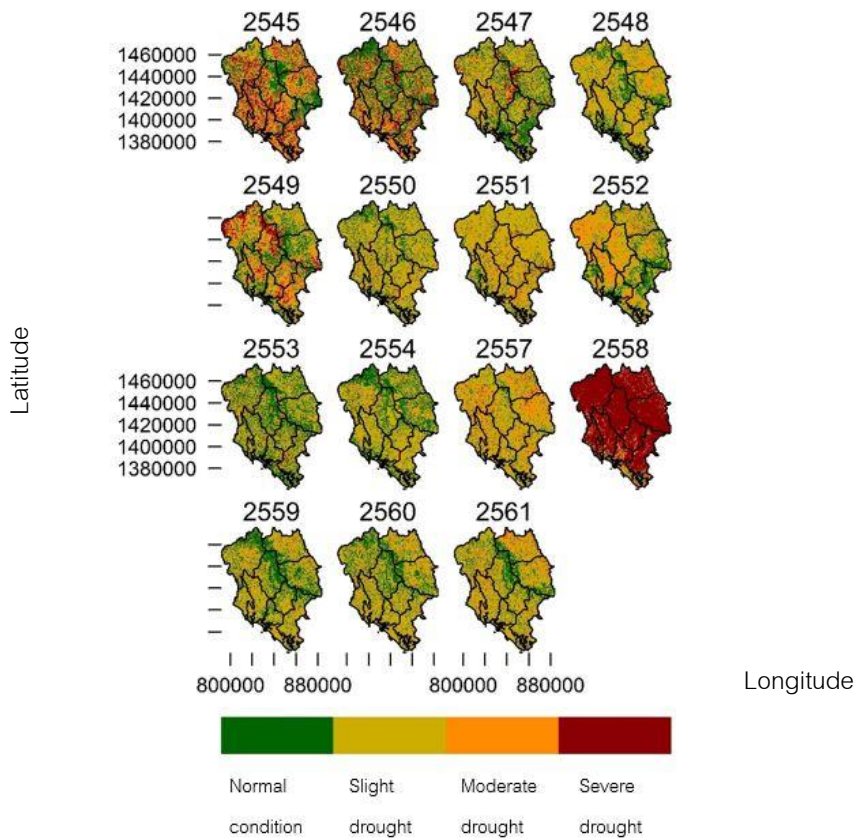 2545 2546 2547 2548
1460000
1440000
1420000
1400000
1380000
2549 2550 2551 2552
Latitude
2553 2554 2557 2558
1460000
1440000
1420000
1400000
1380000
2559 2560 2561
800000 880000 800000 880000
Longitude
Normal Slight Moderate Severe
condition drought drought drought